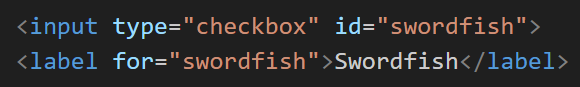 <input type="checkbox" id="swordfish">
<label for="swordfish">Swordfish</label>